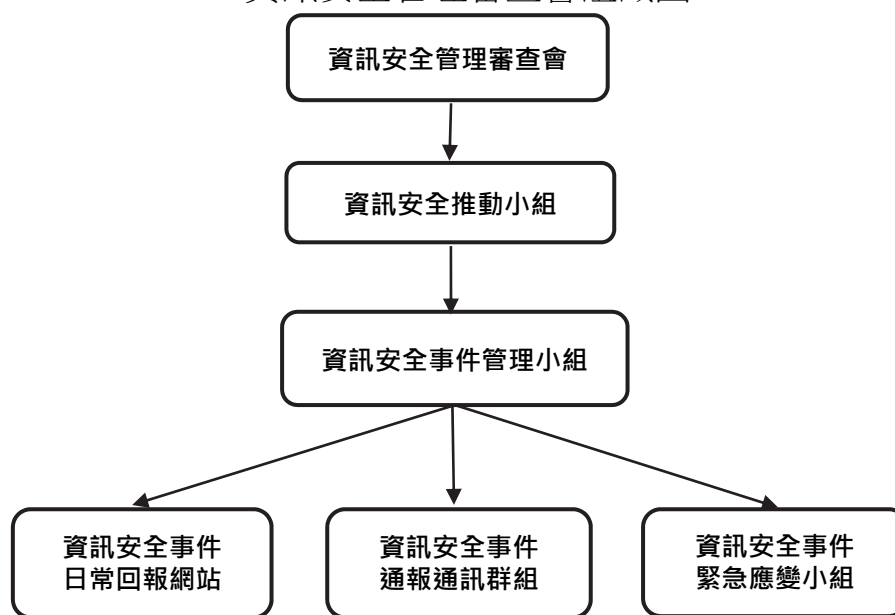 資訊安全管理審查會
資訊安全推動小組
資訊安全事件管理小組
資訊安全事件
日常回報網站
資訊安全事件
通報通訊群組
資訊安全事件
緊急應變小組